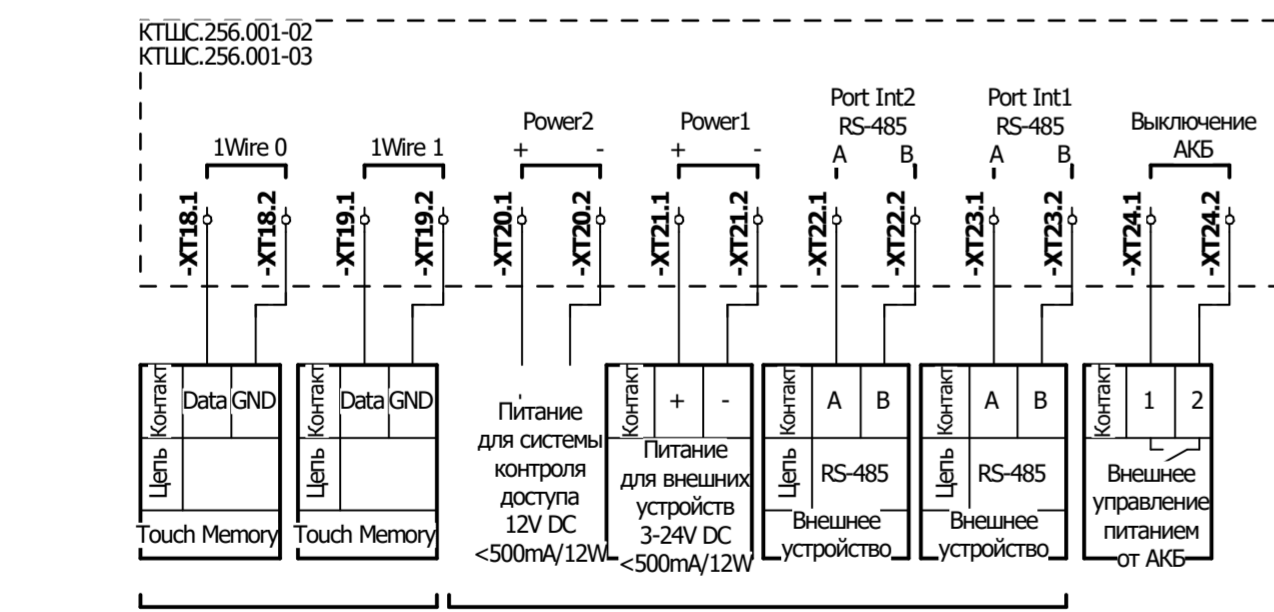 КТШС.256.001-02
КТШС.256.001-03
1Wire 0
1Wire 1
Power2
+ -
Power1
+ -
Port Int2
RS-485
A B
Port Int1
RS-485
A B
Выключение
АКБ
-XT18.1
-XT18.2
-XT19.1
-XT19.2
-XT20.1
-XT20.2
-XT21.1
-XT21.2
-XT22.1
-XT22.2
-XT23.1
-XT23.2
-XT24.1
-XT24.2
Контакт
Data GND
Цепь
Touch Memory
Контакт
Data GND
Цепь
Touch Memory
Питание
для системы
контроля
доступа
12V DC
<500mA/12W
Контакт
+ -
Питание
для внешних
устройств
3-24V DC
<500mA/12W
Контакт
A B
Цепь
RS-485
Внешнее
устройство
Контакт
A B
Цепь
RS-485
Внешнее
устройство
Контакт
1 2
Внешнее
управление
питанием
от АКБ